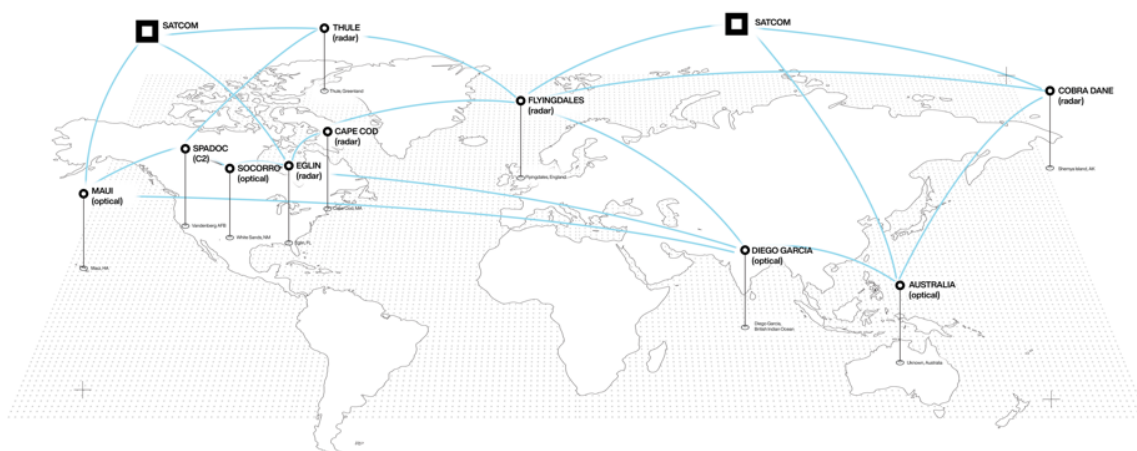 SATCOM
SATCOM
THULE
(radar)
Thule, Greenland
FLYINGDALES
(radar)
COBRA DANE
(radar)
CAPE COD
(radar)
SPADOC
(C2)
SOCORRO
(optical)
EGLIN
(radar)
Flyingdales, England
Shemya Island, AK
MAUI
(optical)
Cape Cod, MA
Vandenberg AFB
White Sands, NM
Eglin, FL
DIEGO GARCIA
(optical)
Maui, HI
AUSTRALIA
(optical)
Diego Garcia,
British Indian Ocean
Unknown, Australia